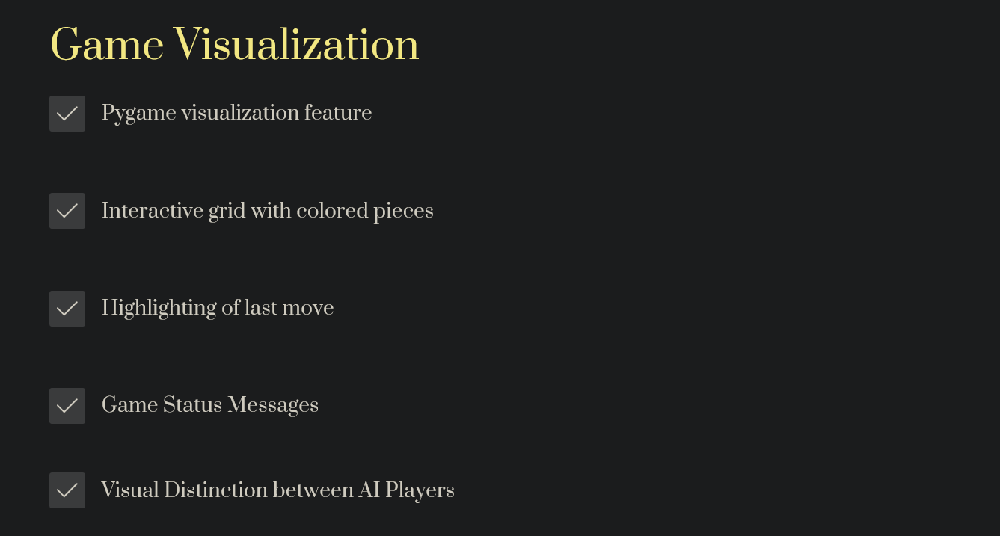 Game Visualization
Pygame visualization feature
Interactive grid with colored pieces
Highlighting of last move
Game Status Messages
Visual Distinction between AI Players